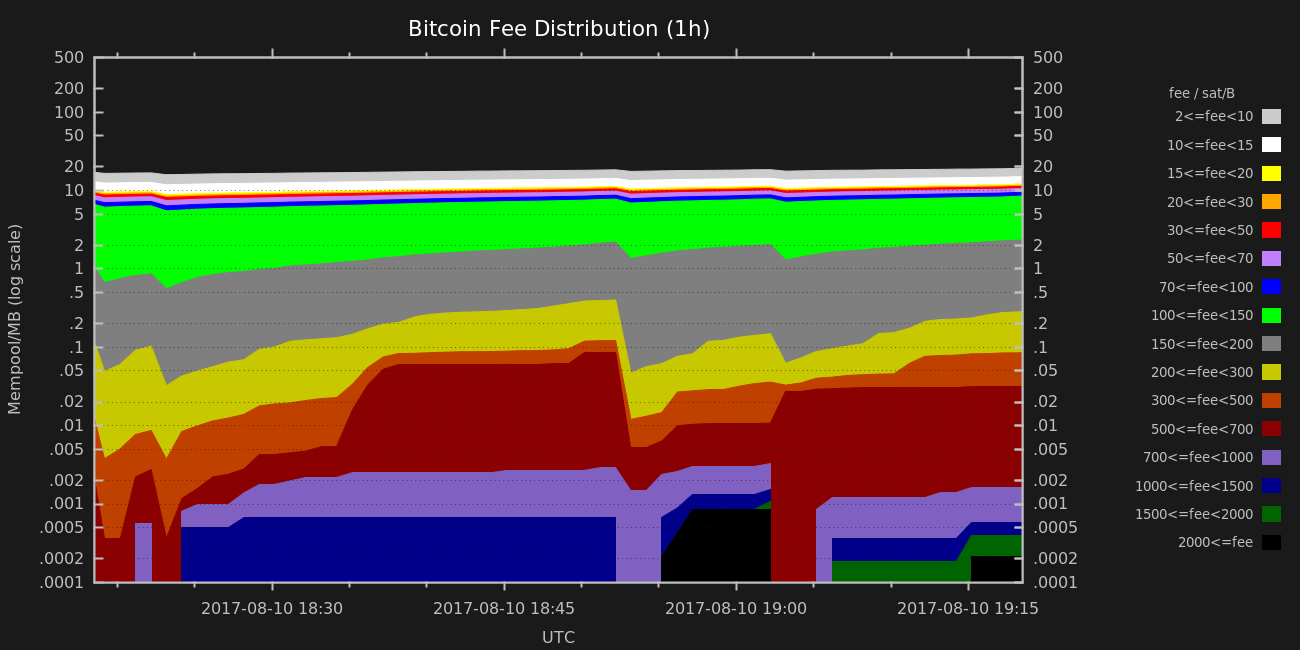 Bitcoin Fee Distribution (1h)
Mempool/MB (log scale)
500
200
100
50
20
10
5
2
1
.5
.2
.1
.05
.02
.01
.005
.002
.001
.0005
.0002
.0001
500
200
100
50
20
10
5
2
1
.5
.2
.1
.05
.02
.01
.005
.002
.001
.0005
.0002
.0001
2017-08-10 18:30
2017-08-10 18:45
2017-08-10 19:00
2017-08-10 19:15
UTC
fee / sat/B
2<=fee<10
10<=fee<15
15<=fee<20
20<=fee<30
30<=fee<50
50<=fee<70
70<=fee<100
100<=fee<150
150<=fee<200
200<=fee<300
300<=fee<500
500<=fee<700
700<=fee<1000
1000<=fee<1500
1500<=fee<2000
2000<=fee